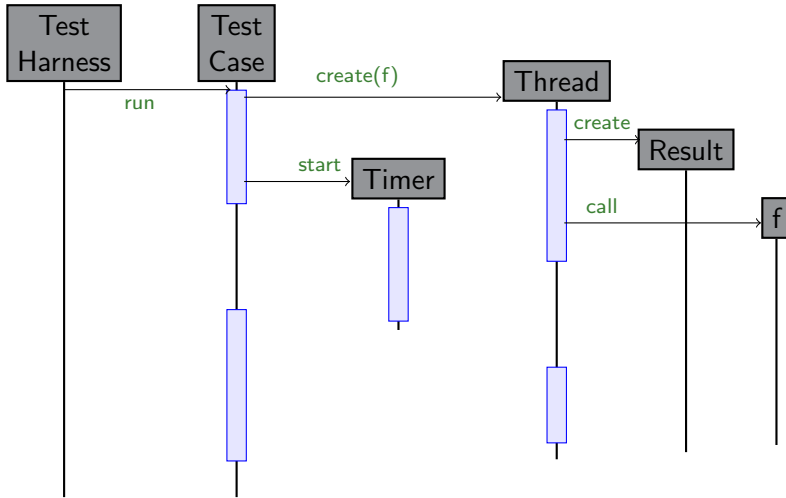 Test
Harness
Test
Case
run
create(f)
Thread
create
Result
start
Timer
call
f